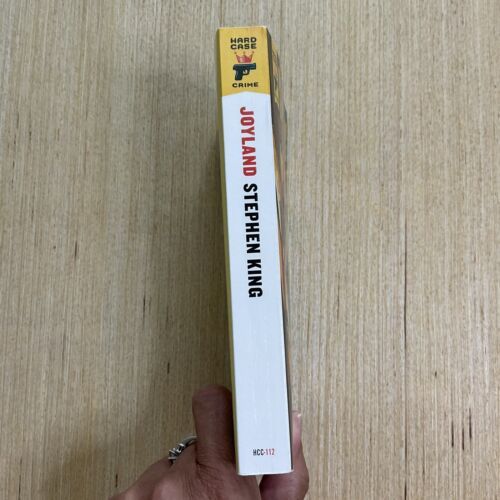 HARD
CASE
CRIME
JOYLAND STEPHEN KING
HCC-112